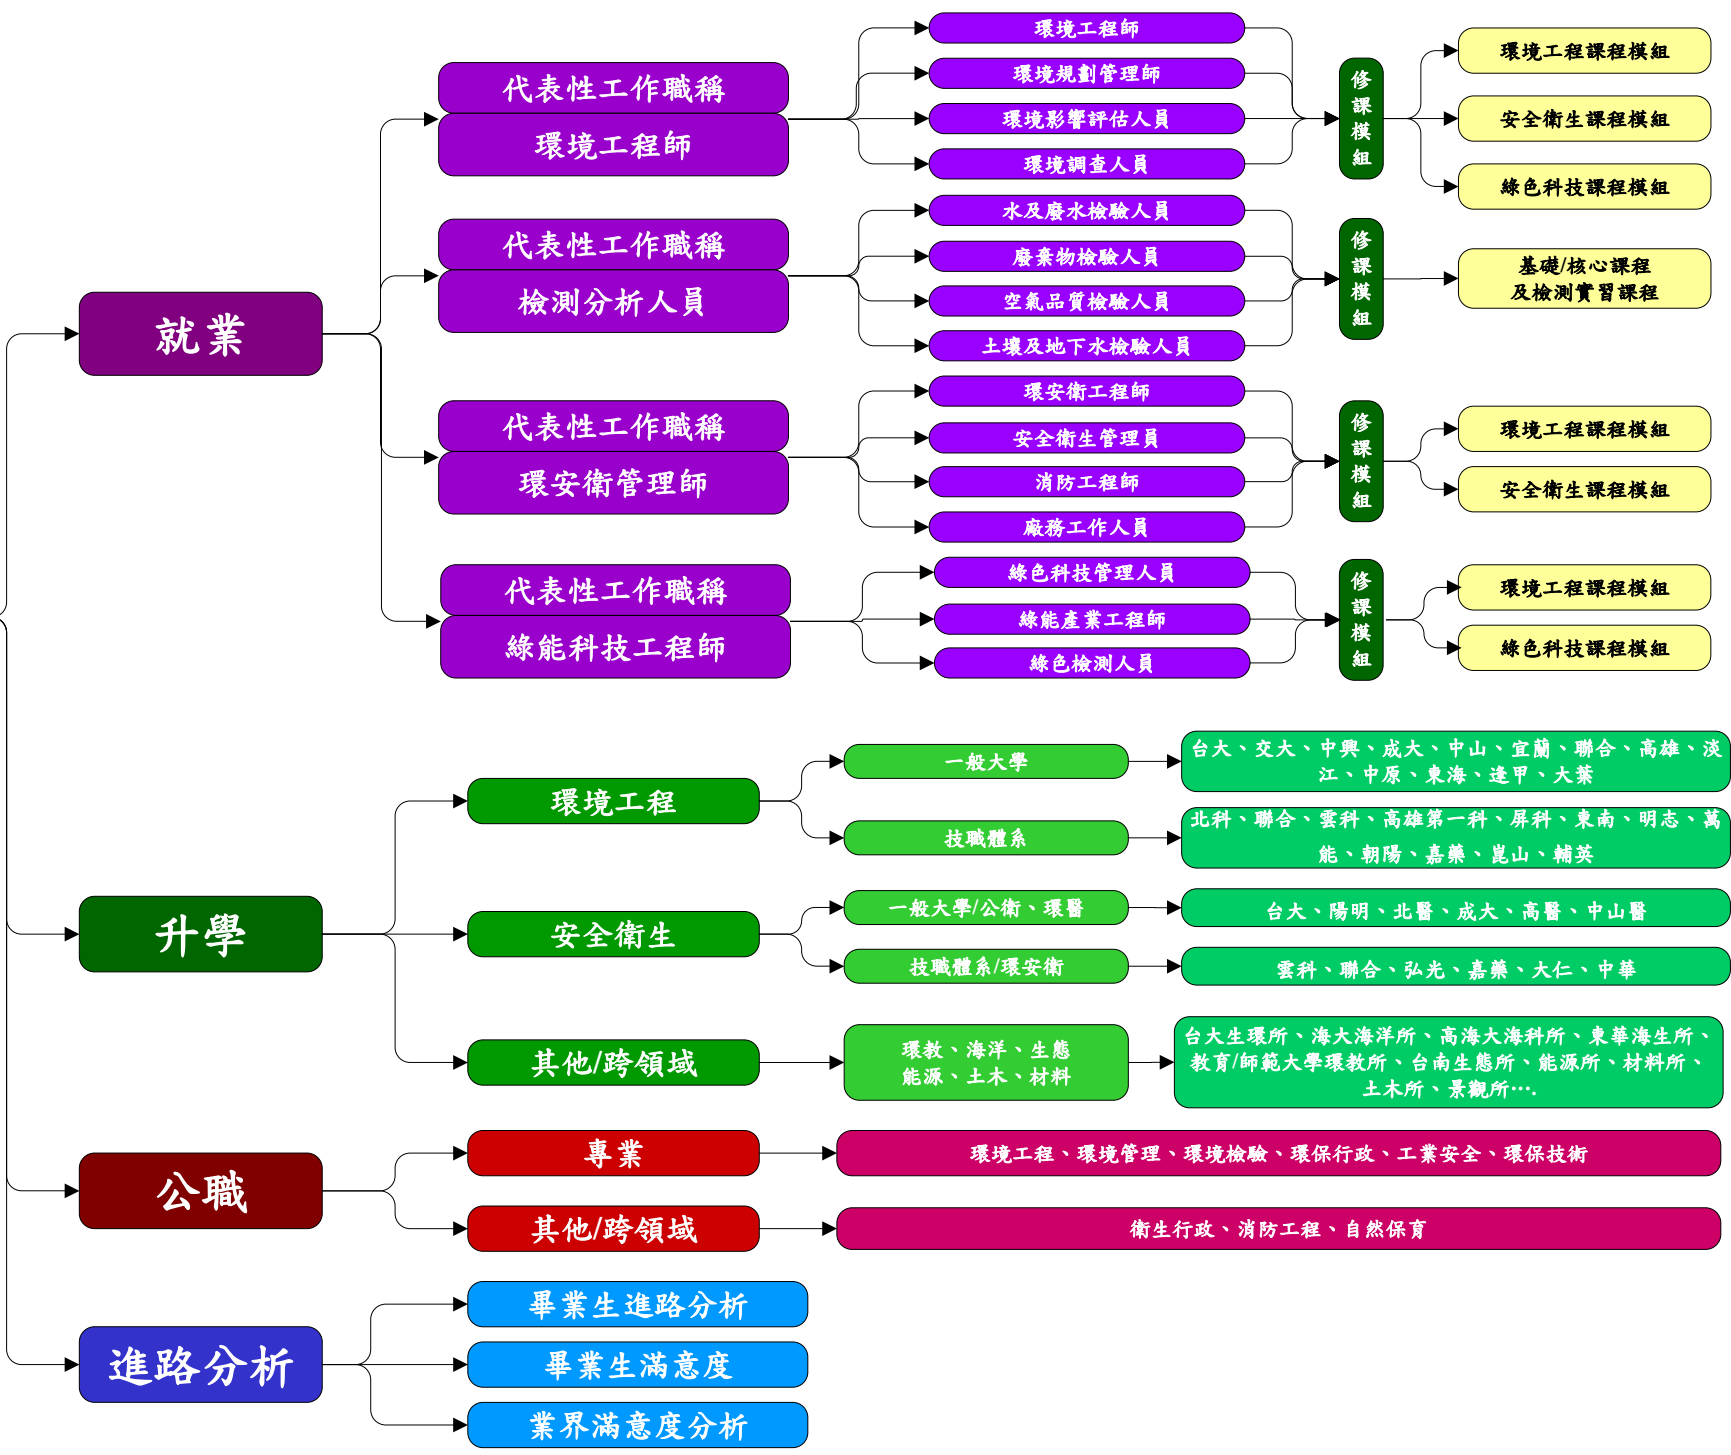 就業
代表性工作職稱
環境工程師
環境工程師
環境規劃管理師
環境影響評估人員
環境調查人員
修
課
模
組
環境工程課程模組
安全衛生課程模組
綠色科技課程模組
代表性工作職稱
檢測分析人員
水及廢水檢驗人員
廢棄物檢驗人員
空氣品質檢驗人員
土壤及地下水檢驗人員
修
課
模
組
基礎/核心課程
及檢測實習課程
代表性工作職稱
環安衛管理師
環安衛工程師
安全衛生管理員
消防工程師
廠務工作人員
修
課
模
組
環境工程課程模組
安全衛生課程模組
代表性工作職稱
綠能科技工程師
綠色科技管理人員
綠能產業工程師
綠色檢測人員
修
課
模
組
環境工程課程模組
綠色科技課程模組
升學
環境工程
一般大學
台大、交大、中興、成大、中山、宜蘭、聯合、高雄、淡
江、中原、東海、逢甲、大葉
技職體系
北科、聯合、雲科、高雄第一科、屏科、東南、明志、萬
能、朝陽、嘉藥、崑山、輔英
安全衛生
一般大學/公衛、環醫
台大、陽明、北醫、成大、高醫、中山醫
技職體系/環安衛
雲科、聯合、弘光、嘉藥、大仁、中華
其他/跨領域
環教、海洋、生態
能源、土木、材料
台大生環所、海大海洋所、高海大海科所、東華海生所、
教育/師範大學環教所、台南生態所、能源所、材料所、
土木所、景觀所….
公職
專業
環境工程、環境管理、環境檢驗、環保行政、工業安全、環保技術
其他/跨領域
衛生行政、消防工程、自然保育
進路分析
畢業生進路分析
畢業生滿意度
業界滿意度分析